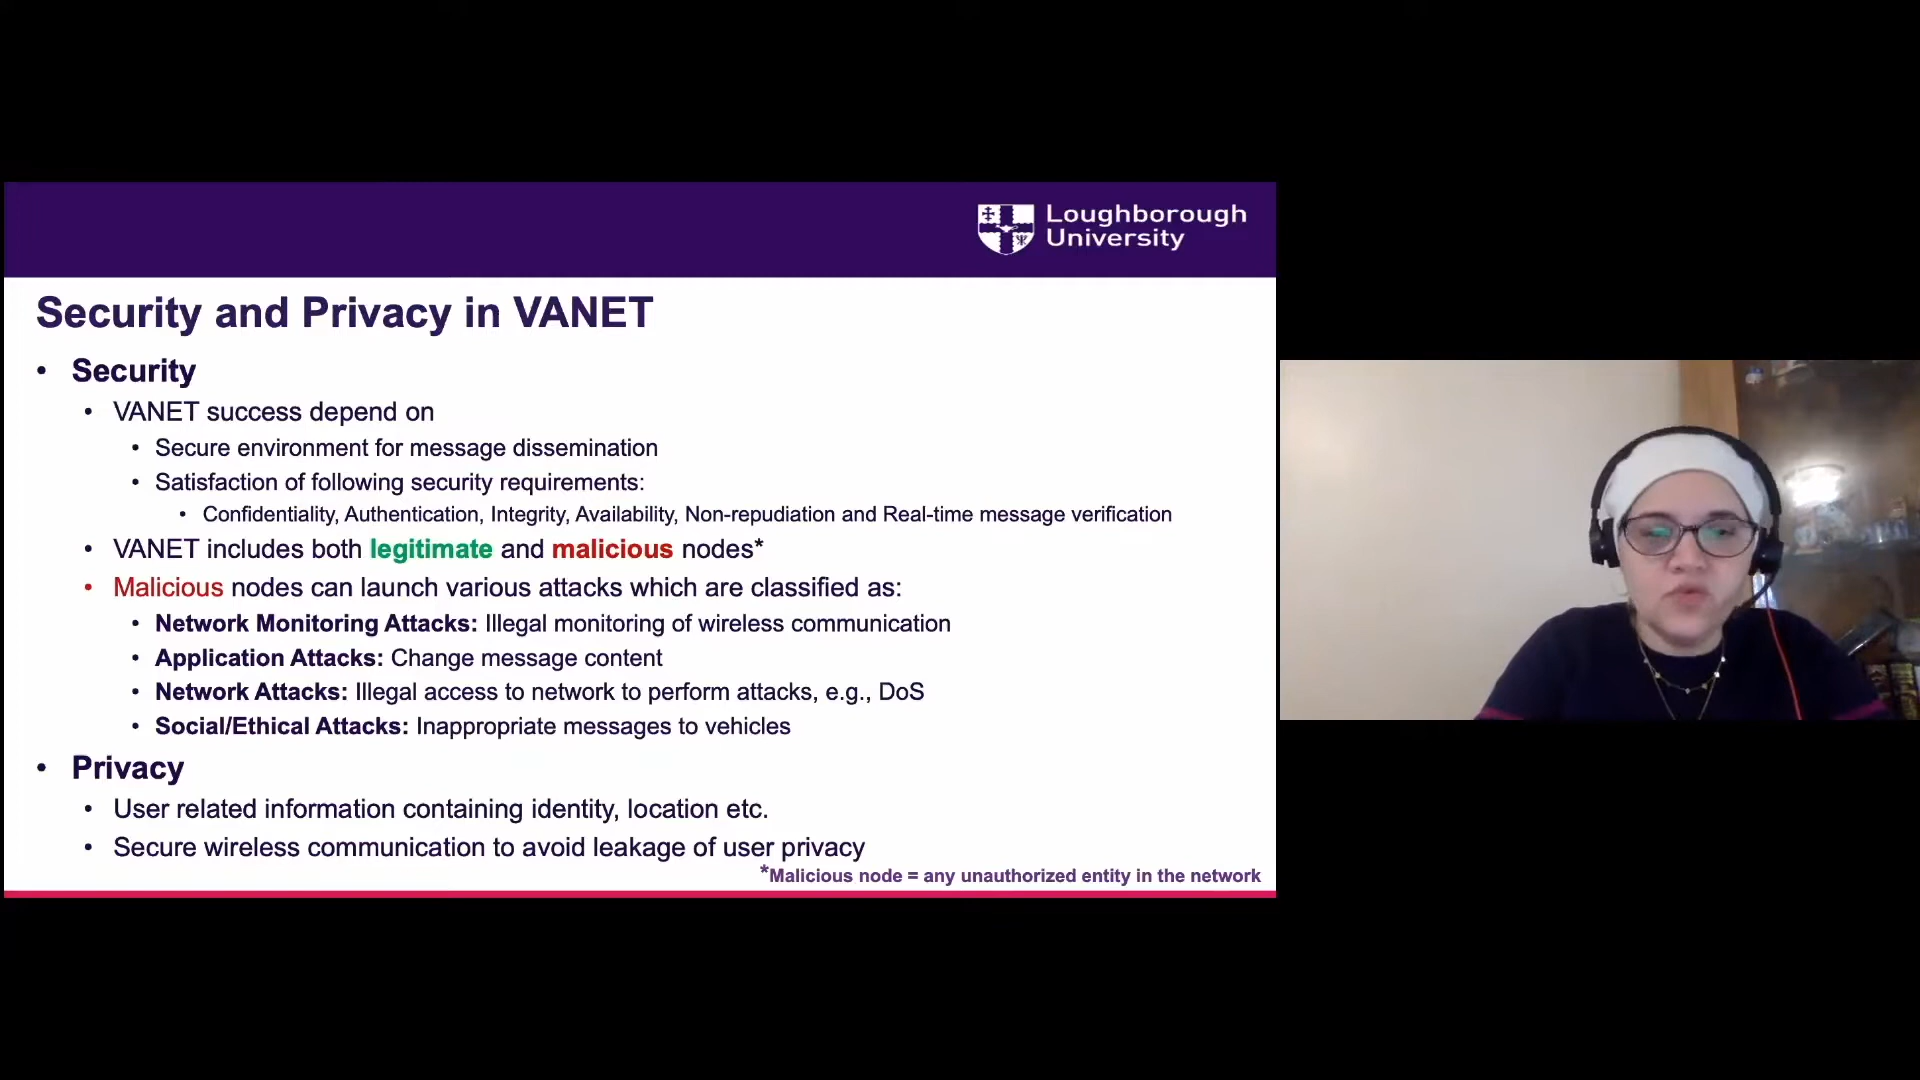 Loughborough
University
Security and Privacy in VANET
• Security
• VANET success depend on
• Secure environment for message dissemination
• Satisfaction of following security requirements:
• Confidentiality, Authentication, Integrity, Availability, Non-repudiation and Real-time message verification
• VANET includes both legitimate and malicious nodes*
• Malicious nodes can launch various attacks which are classified as:
• Network Monitoring Attacks: Illegal monitoring of wireless communication
• Application Attacks: Change message content
• Network Attacks: Illegal access to network to perform attacks, e.g., DoS
• Social/Ethical Attacks: Inappropriate messages to vehicles
• Privacy
• User related information containing identity, location etc.
• Secure wireless communication to avoid leakage of user privacy
*Malicious node = any unauthorized entity in the network